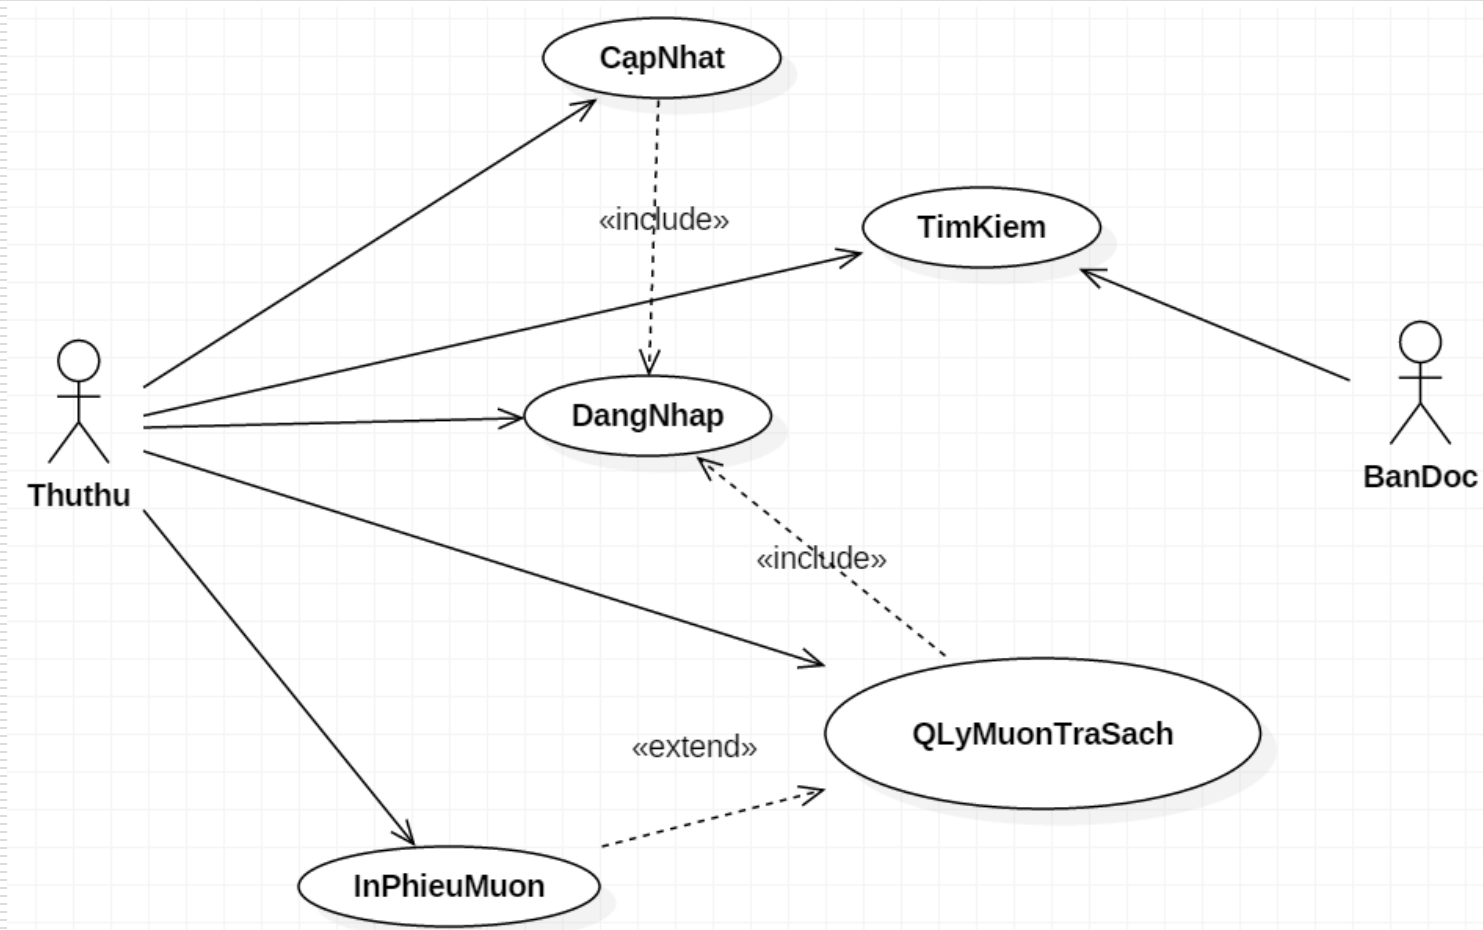 CạpNhat
«include»
TimKiem
DangNhap
Thuthu
BanDoc
«include»
QLyMuonTraSach
«extend»
InPhieuMuon